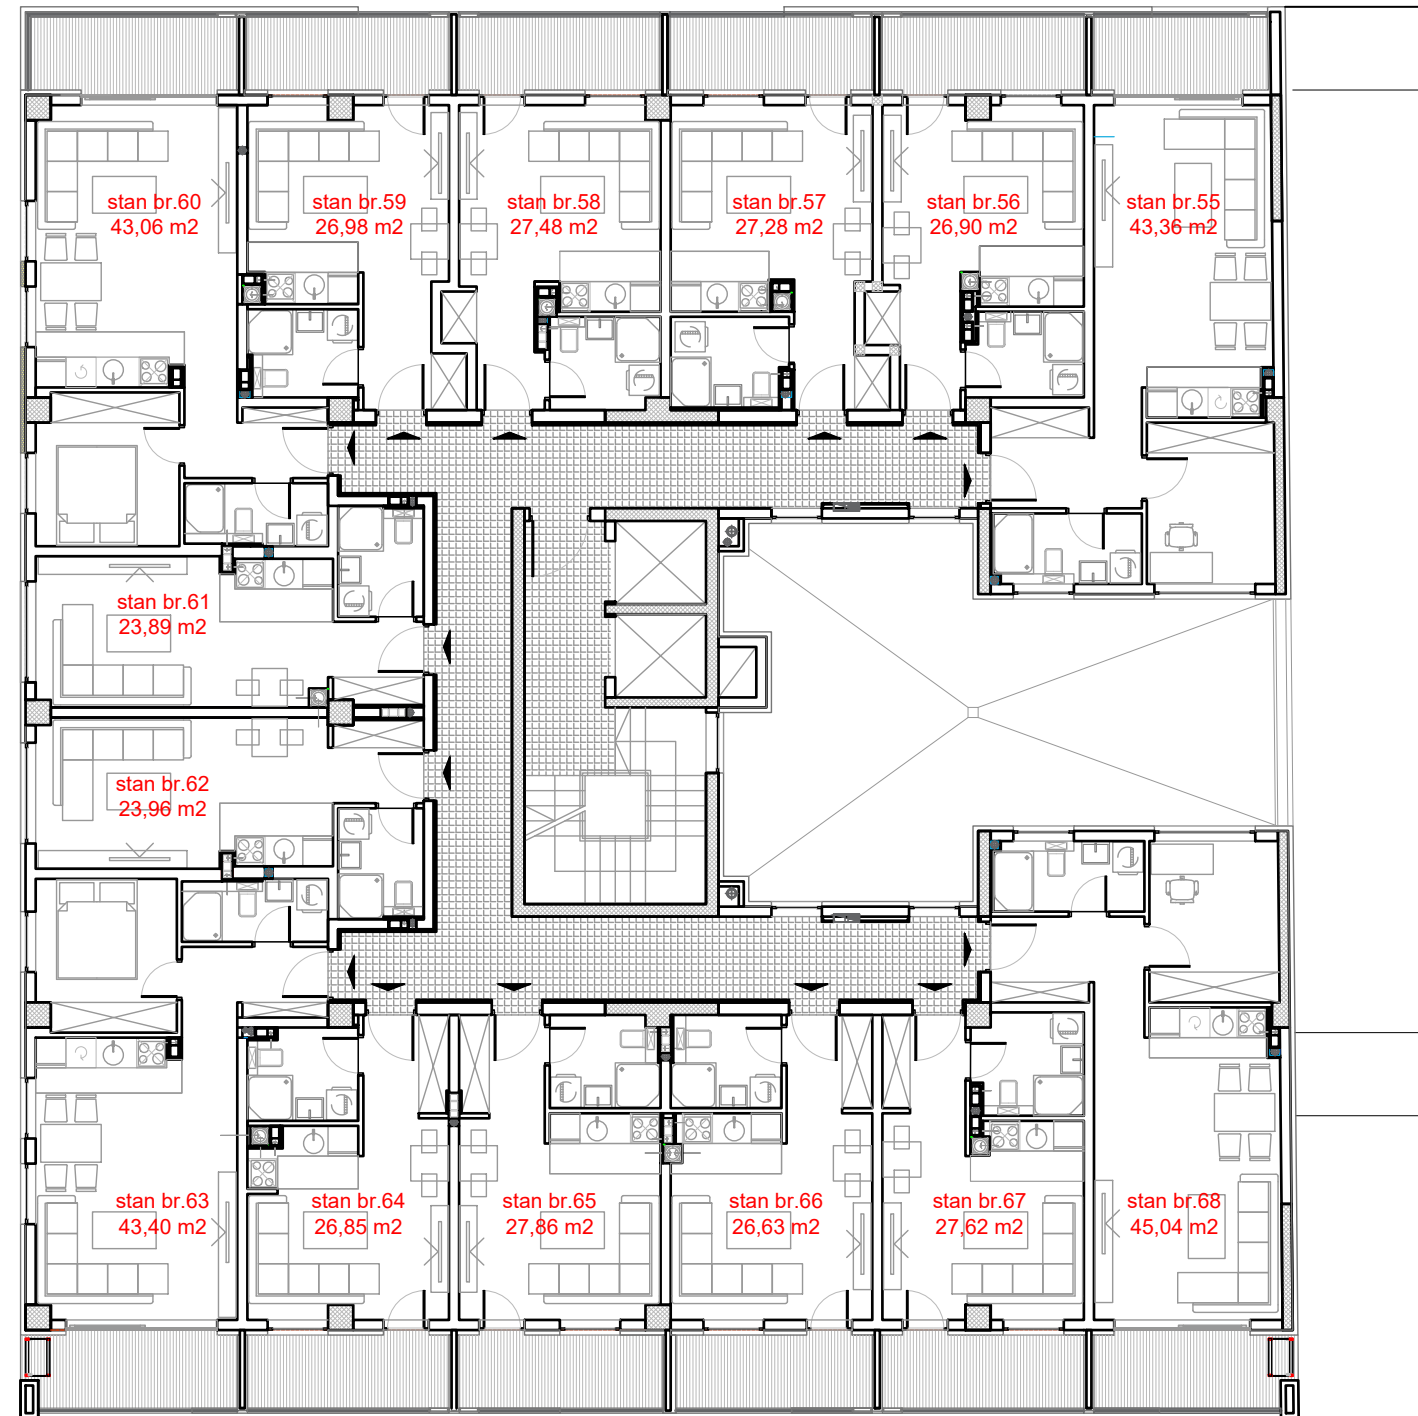 stan br.60
43,06 m2
stan br.59
26,98 m2
stan br.58
27,48 m2
stan br.57
27,28 m2
stan br.56
26,90 m2
stan br.55
43,36 m2
stan br.61
23,89 m2
stan br.62
23,96 m2
stan br.63
43,40 m2
stan br.64
26,85 m2
stan br.65
27,86 m2
stan br.66
26,63 m2
stan br.67
27,62 m2
stan br.68
45,04 m2